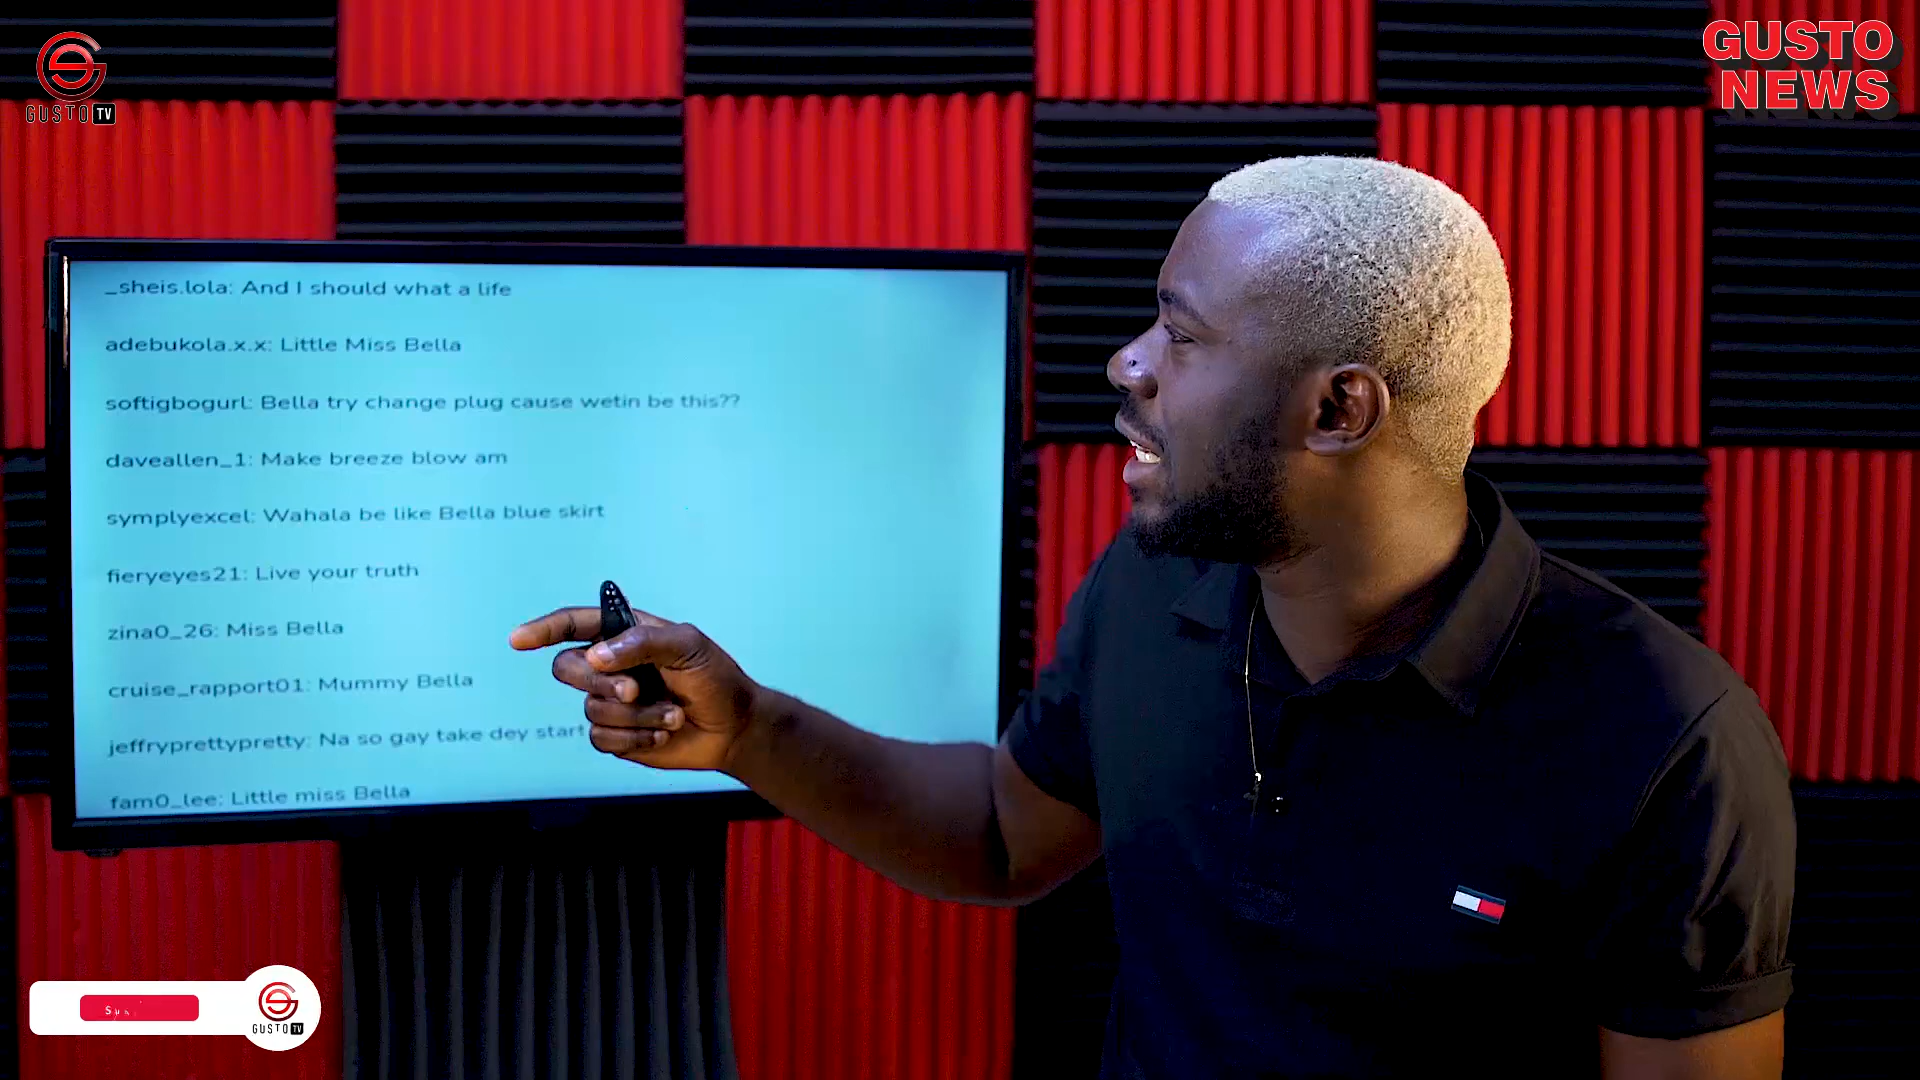 GUSTO TV
GUSTO
NEWS
_sheis.lola: And I should what a life
adebukola.x.x: Little Miss Bella
softigbogurl: Bella try change plug cause wetin be this??
daveallen_1: Make breeze blow am
symplyexcel: Wahala be like Bella blue skirt
fieryeyes21: Live your truth
zina0_26: Miss Bella
cruise_rapport01: Mummy Bella
jeffryprettypretty: Na so gay take dey start
fam0_lee: Little miss Bella
GUSTO TV